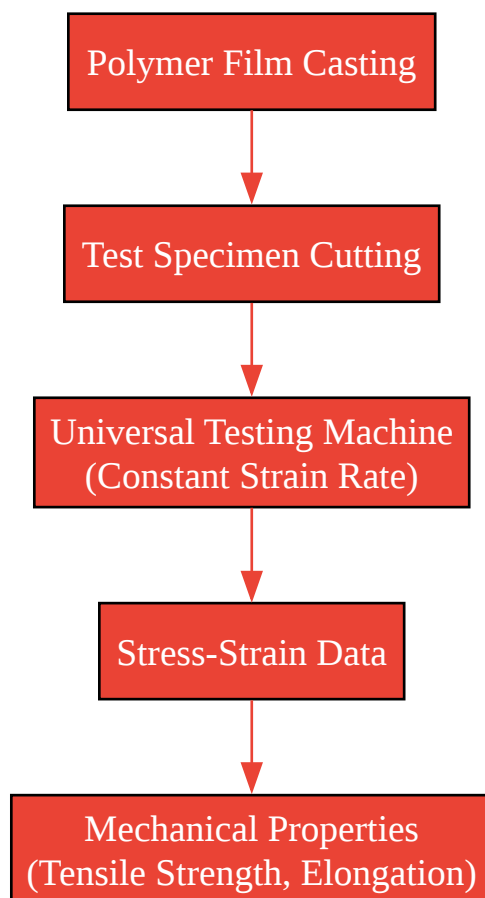 Polymer Film Casting
Test Specimen Cutting
Universal Testing Machine
(Constant Strain Rate)
Stress-Strain Data
Mechanical Properties
(Tensile Strength, Elongation)